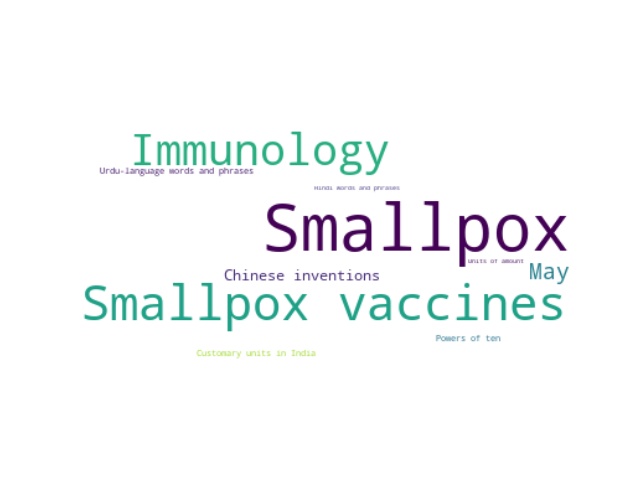 Immunology
Urdu-language words and phrases
Hindi words and phrases
Smallpox
Units of amount
May
Chinese inventions
Smallpox vaccines
Powers of ten
Customary units in India